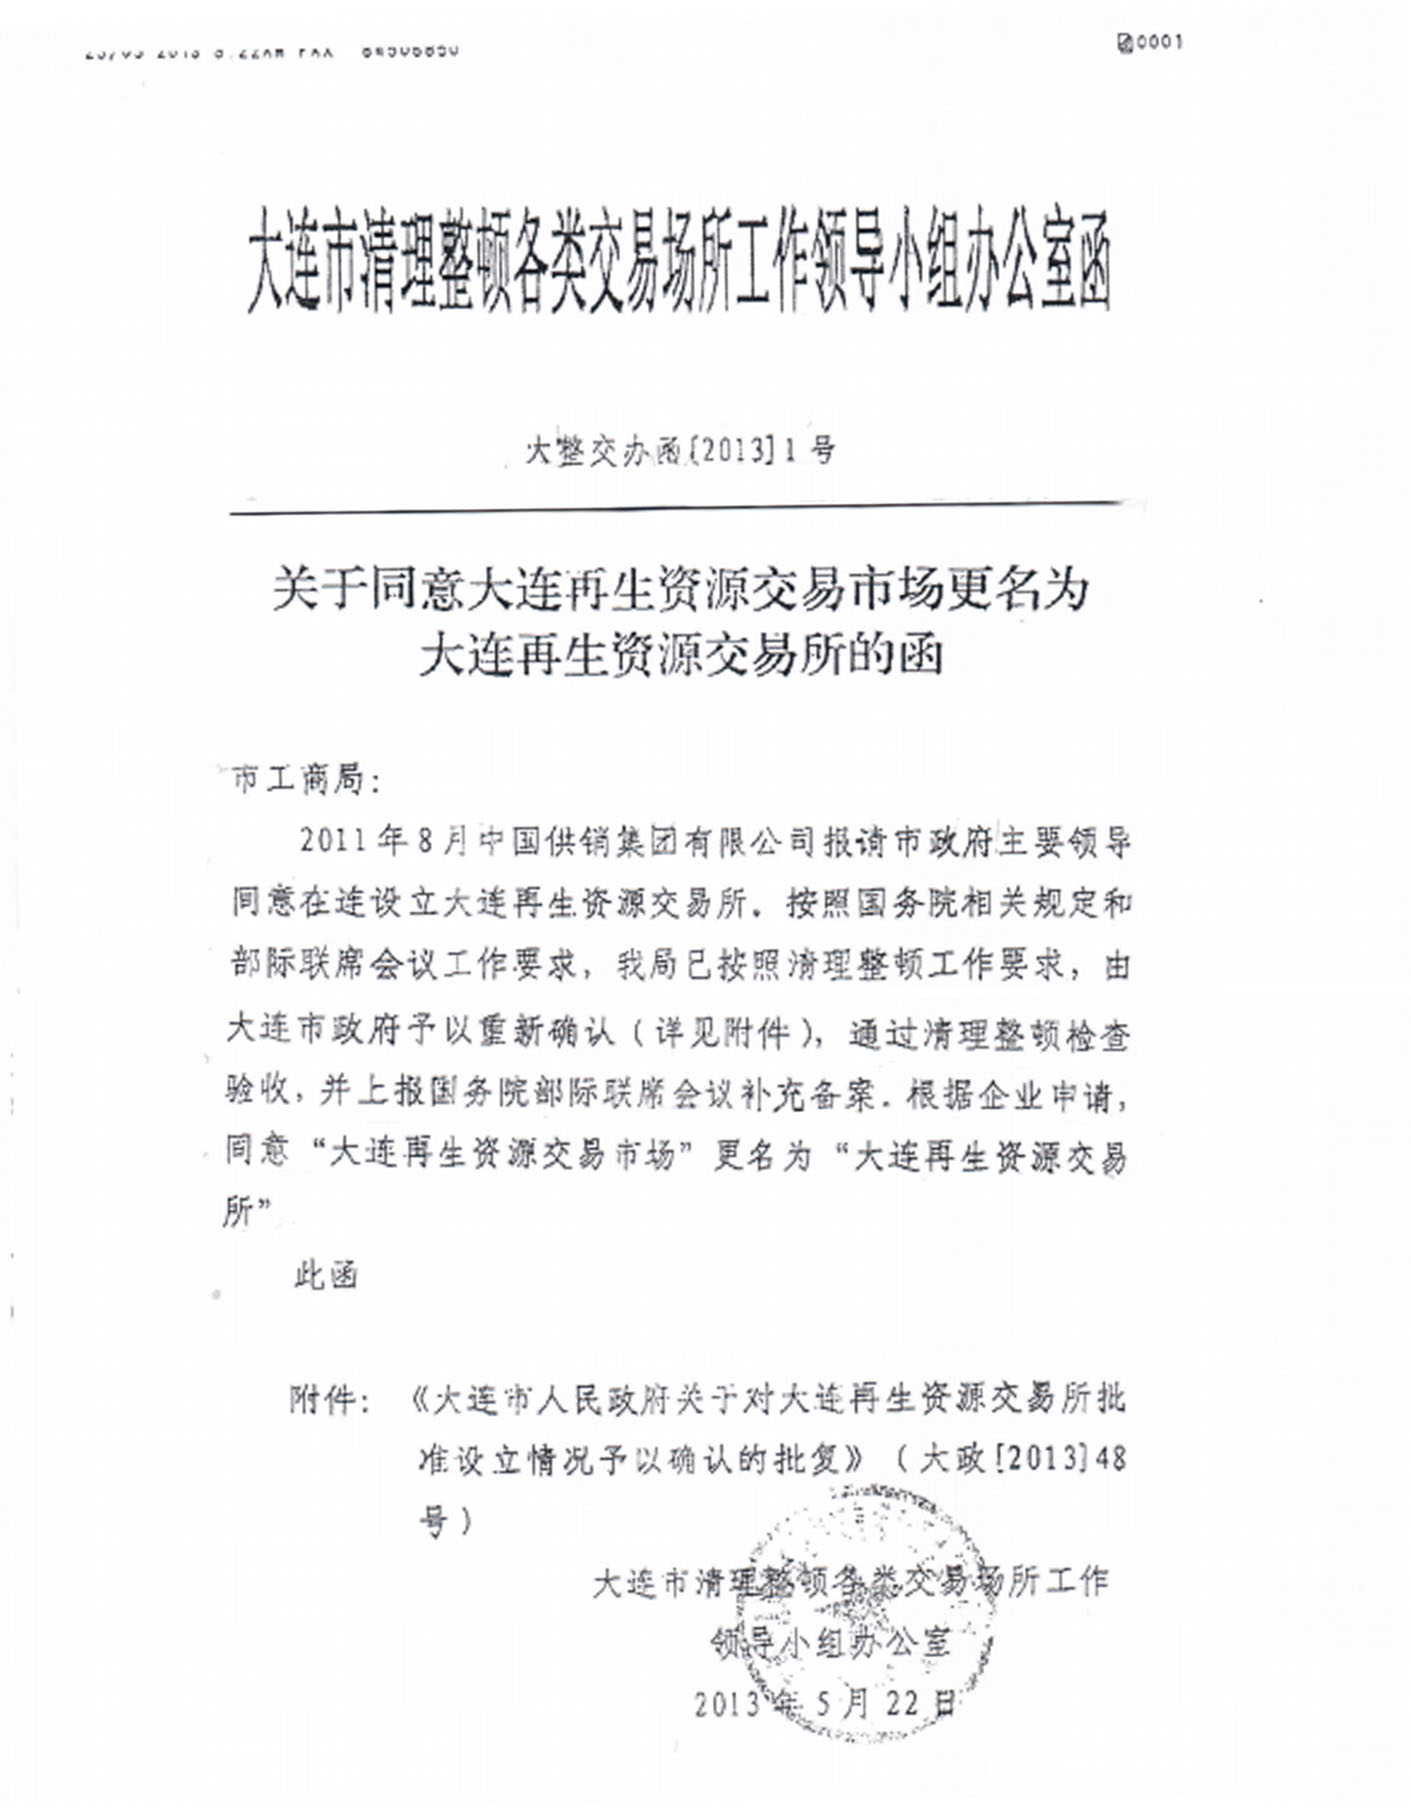 0001
大连市清理整顿各类交易场所工作领导小组办公室函
大整交办函[2013]1号
关于同意大连再生资源交易市场更名为
大连再生资源交易所的函
市工商局：
2011年8月中国供销集团有限公司报请市政府主要领导
同意在连设立大连再生资源交易所。按照国务院相关规定和
部际联席会议工作要求，我局已按照清理整顿工作要求，由
大连市政府予以重新确认（详见附件），通过清理整顿检查
验收，并上报国务院部际联席会议补充备案。根据企业申请，
同意“大连再生资源交易市场”更名为“大连再生资源交易
所”
此函
附件：《大连市人民政府关于对大连再生资源交易所批
准设立情况予以确认的批复》（大政[2013]48
号）
大连市清理整顿各类交易场所工作
领导小组办公室
2013年5月22日